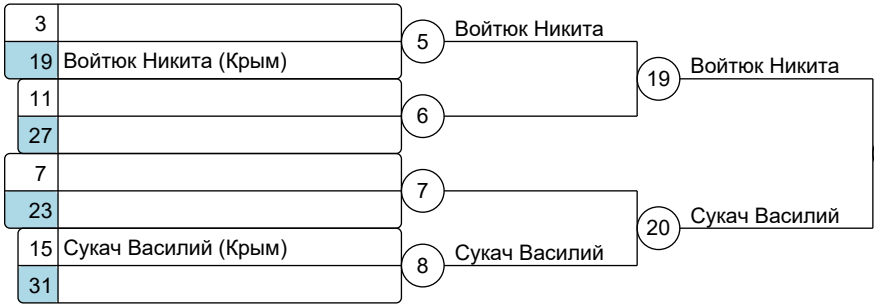 3
5 Войтюк Никита
19 Войтюк Никита (Крым)
19 Войтюк Никита
11
6
27
7
7
23
20 Сукач Василий
15 Сукач Василий (Крым)
8 Сукач Василий
31